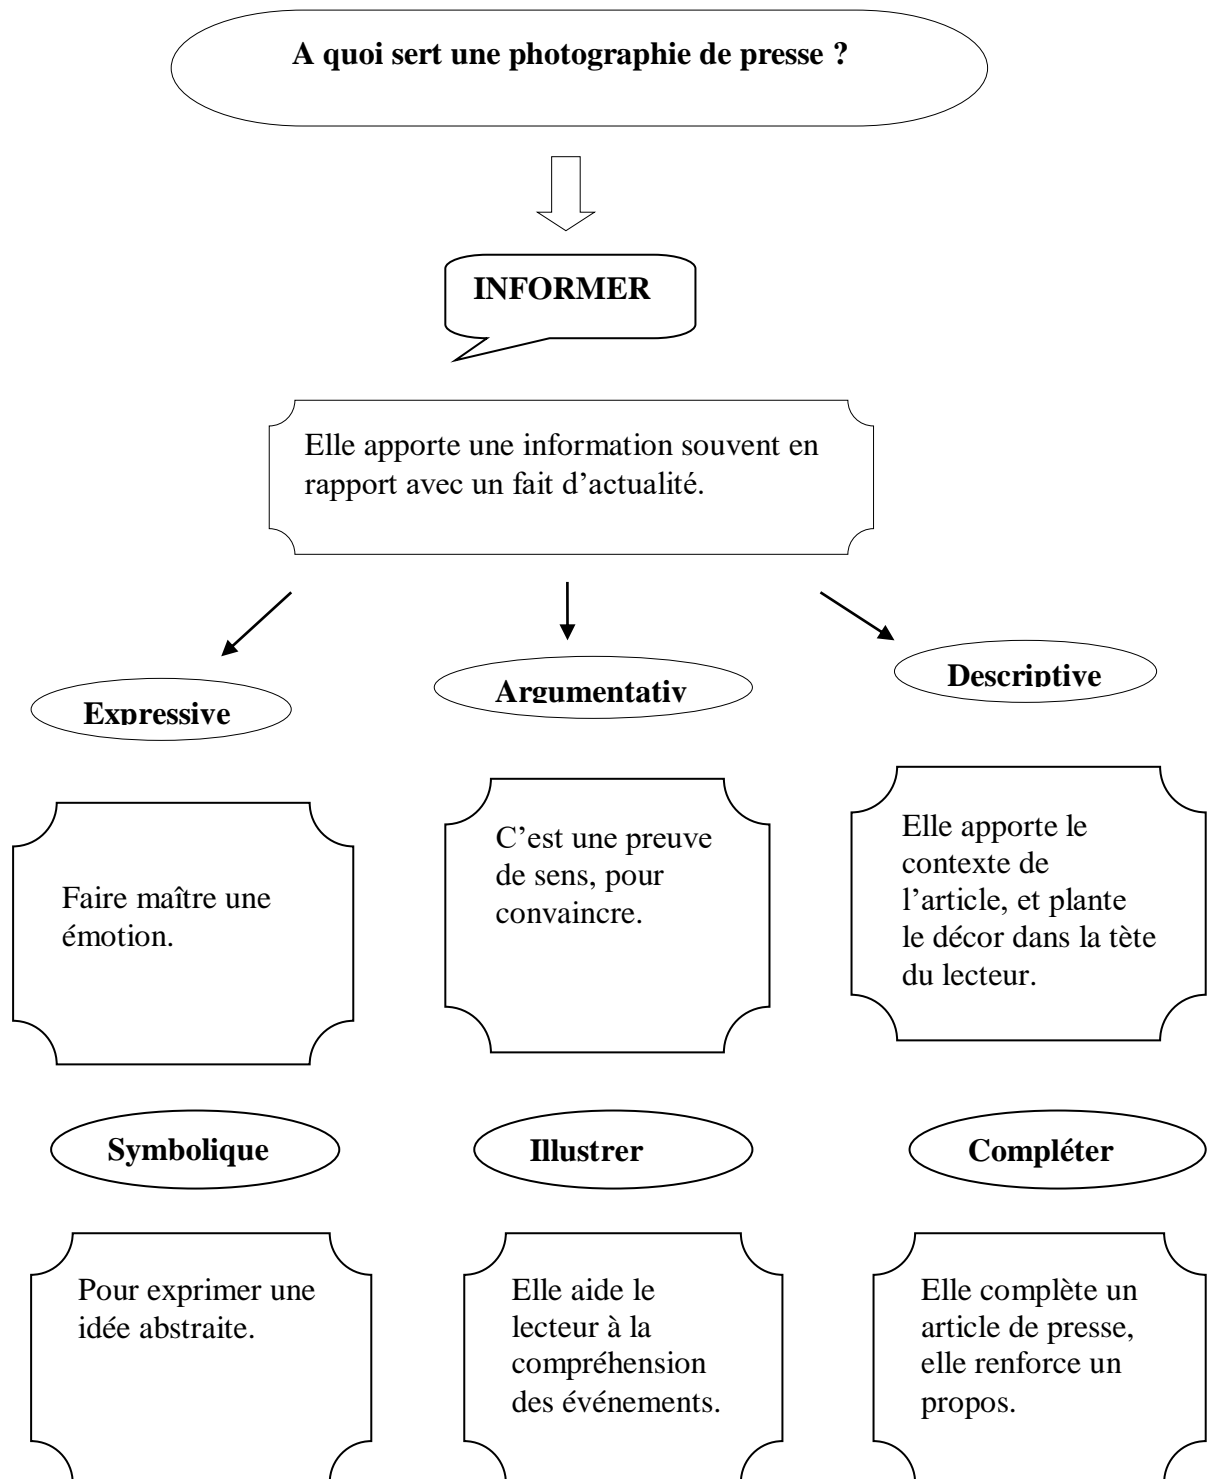 A quoi sert une photographie de presse ?
INFORMER
Elle apporte une information souvent en
rapport avec un fait d’actualité.
Expressive
Argumentativ
Descriptive
Faire maître une
émotion.
C’est une preuve
de sens, pour
convaincre.
Elle apporte le
contexte de
l’article, et plante
le décor dans la tète
du lecteur.
Symbolique
Illustrer
Compléter
Pour exprimer une
idée abstraite.
Elle aide le
lecteur à la
compréhension
des événements.
Elle complète un
article de presse,
elle renforce un
propos.